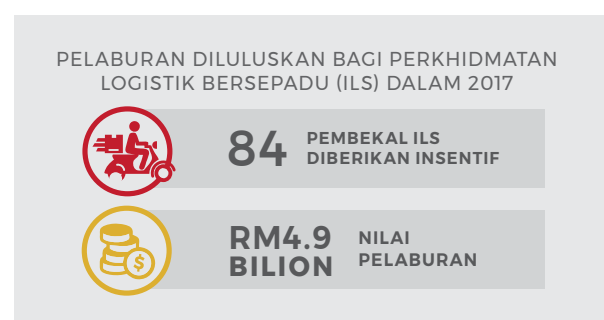 PELABURAN DILULUSKAN BAGI PERKHIDMATAN
LOGISTIK BERSEPADU (ILS) DALAM 2017
84
PEMBEKAL ILS
DIBERIKAN INSENTIF
RM4.9
BILION
NILAI
PELABURAN
$